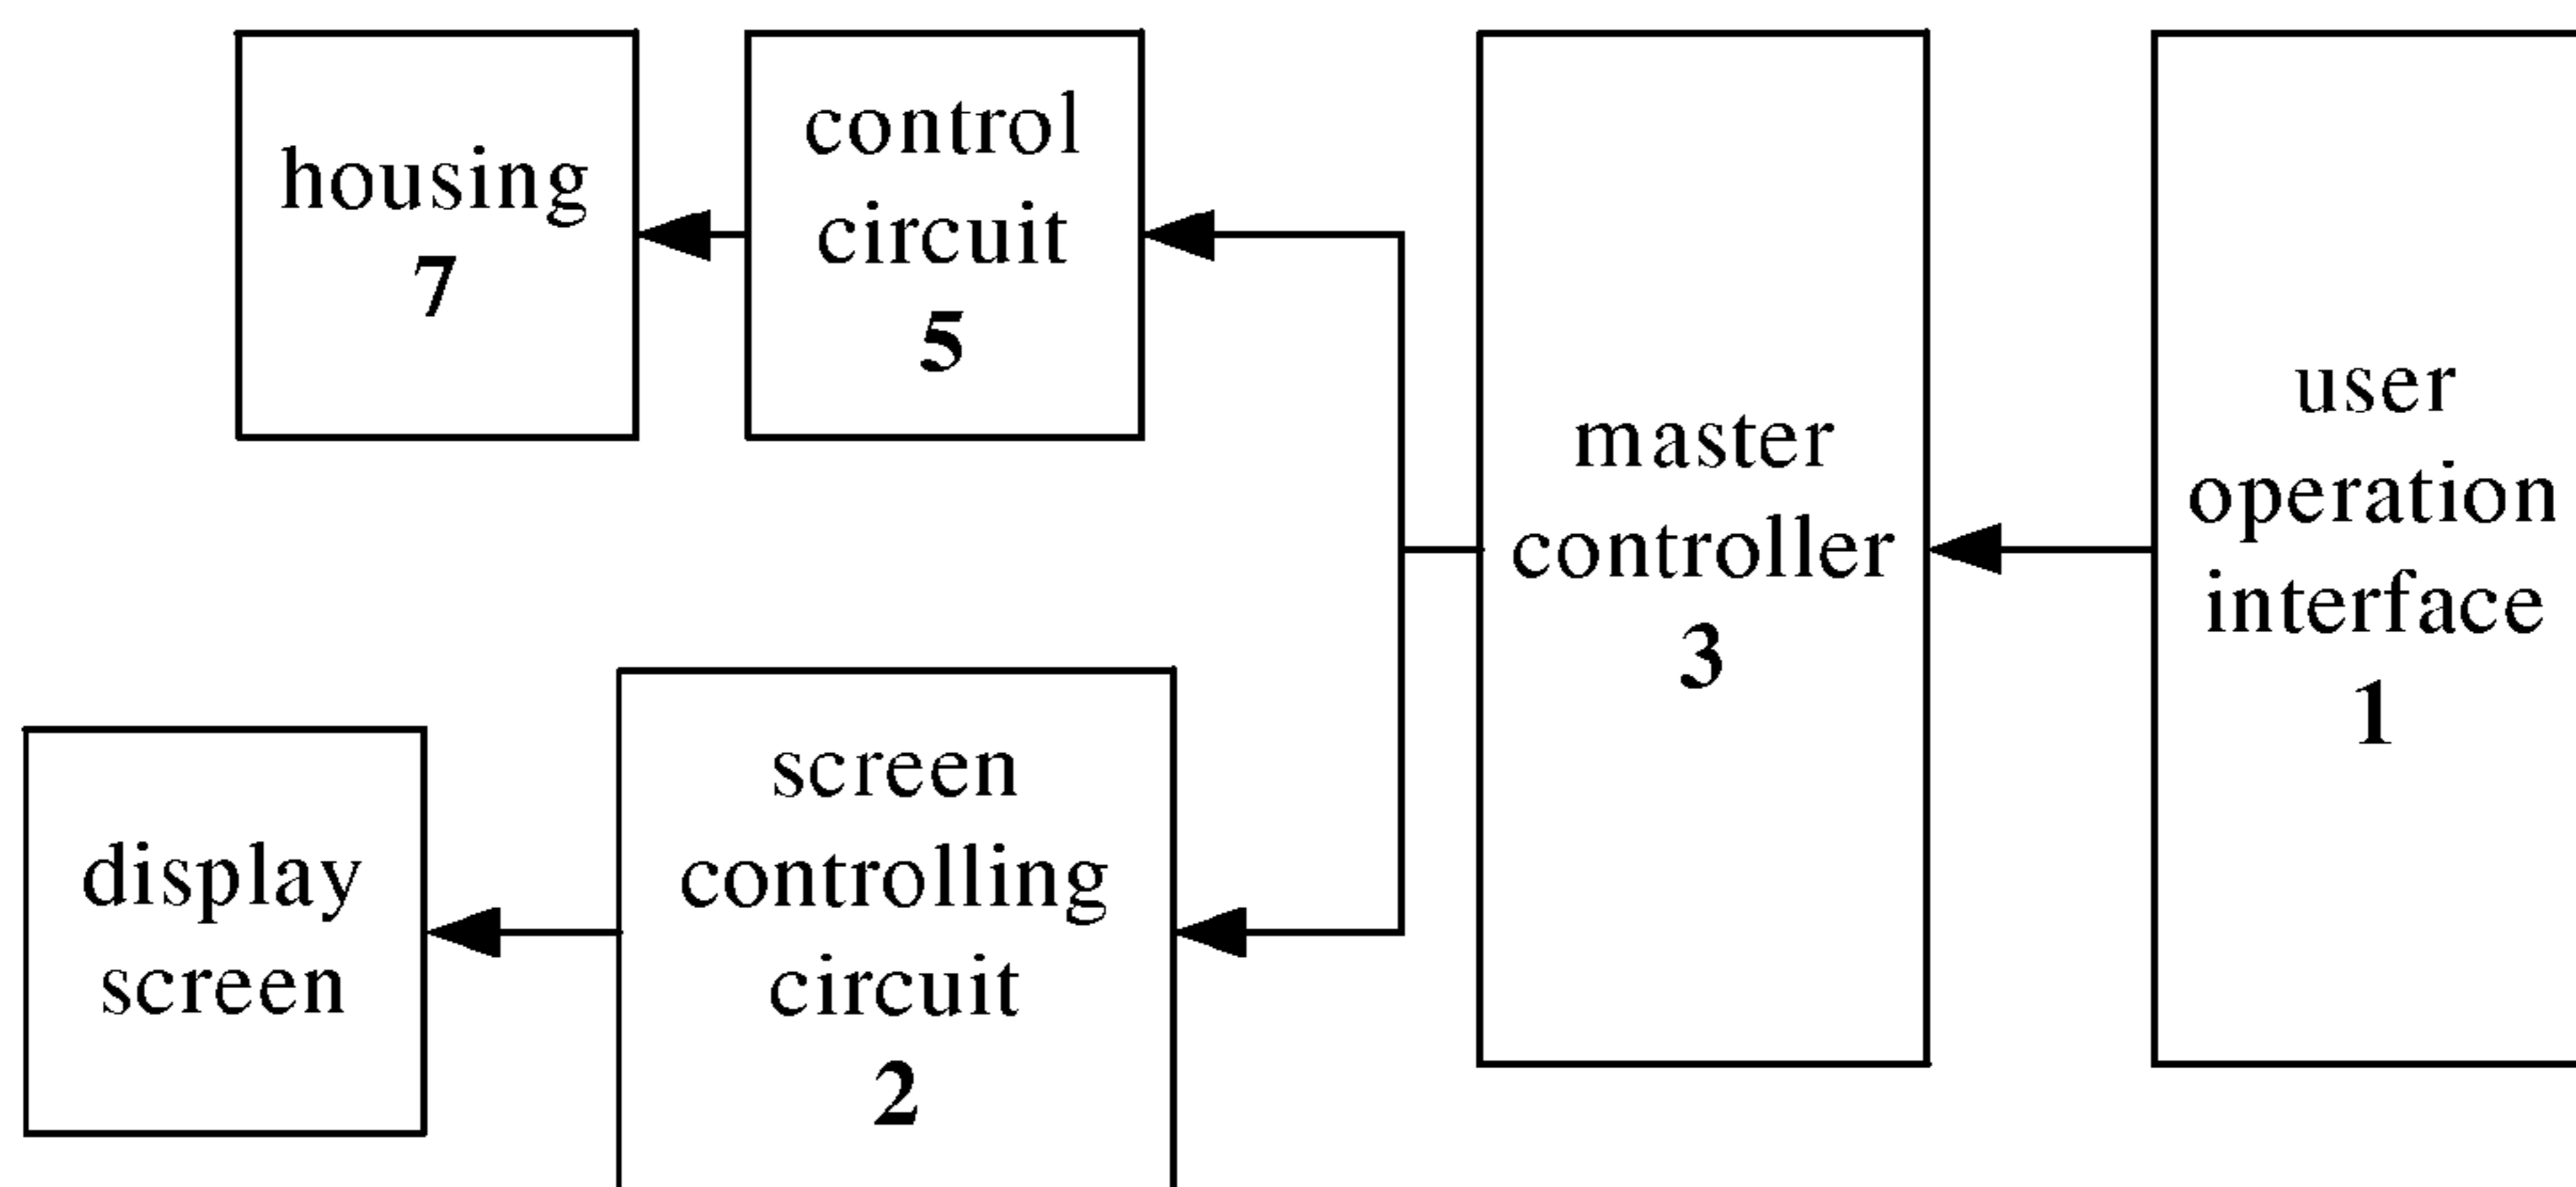 housing
7
control
circuit
5
master
controller
3
user
operation
interface
1
display
screen
screen
controlling
circuit
2